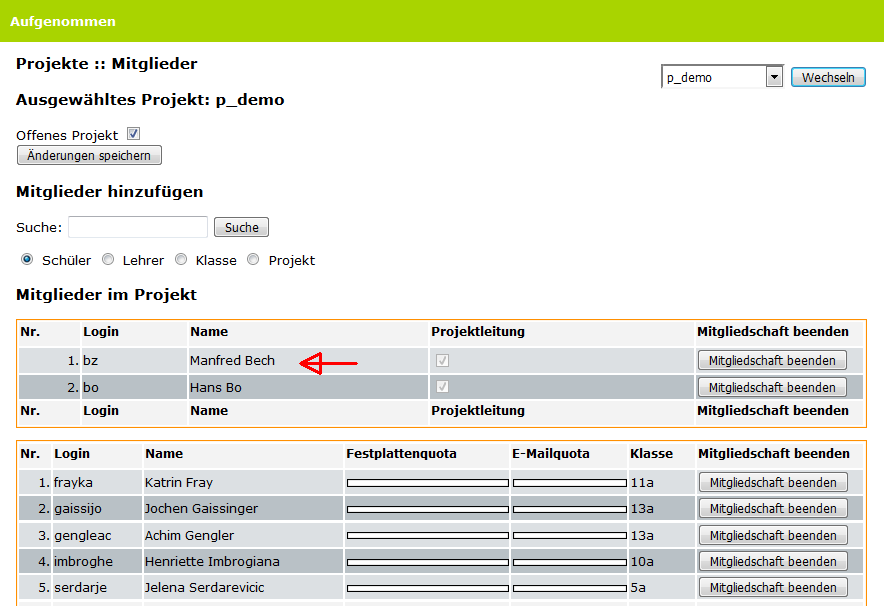 Aufgenommen
Projekte :: Mitglieder
p_demo Wechseln
Ausgewähltes Projekt: p_demo
Offenes Projekt
Änderungen speichern
Mitglieder hinzufügen
Suche: Suche
Schüler Lehrer Klasse Projekt
Mitglieder im Projekt
Nr. Login Name Projektleitung Mitgliedschaft beenden
1. bz Manfred Bech Mitgliedschaft beenden
2. bo Hans Bo Mitgliedschaft beenden
Nr. Login Name Projektleitung Mitgliedschaft beenden
Nr. Login Name Festplattenquota E-Mailquota Klasse Mitgliedschaft beenden
1. frayka Katrin Fray 11a Mitgliedschaft beenden
2. gaissijo Jochen Gaissinger 13a Mitgliedschaft beenden
3. gengleac Achim Gengler 13a Mitgliedschaft beenden
4. imbroghe Henriette Imbrogiana 10a Mitgliedschaft beenden
5. serdarje Jelena Serdarevicic 5a Mitgliedschaft beenden